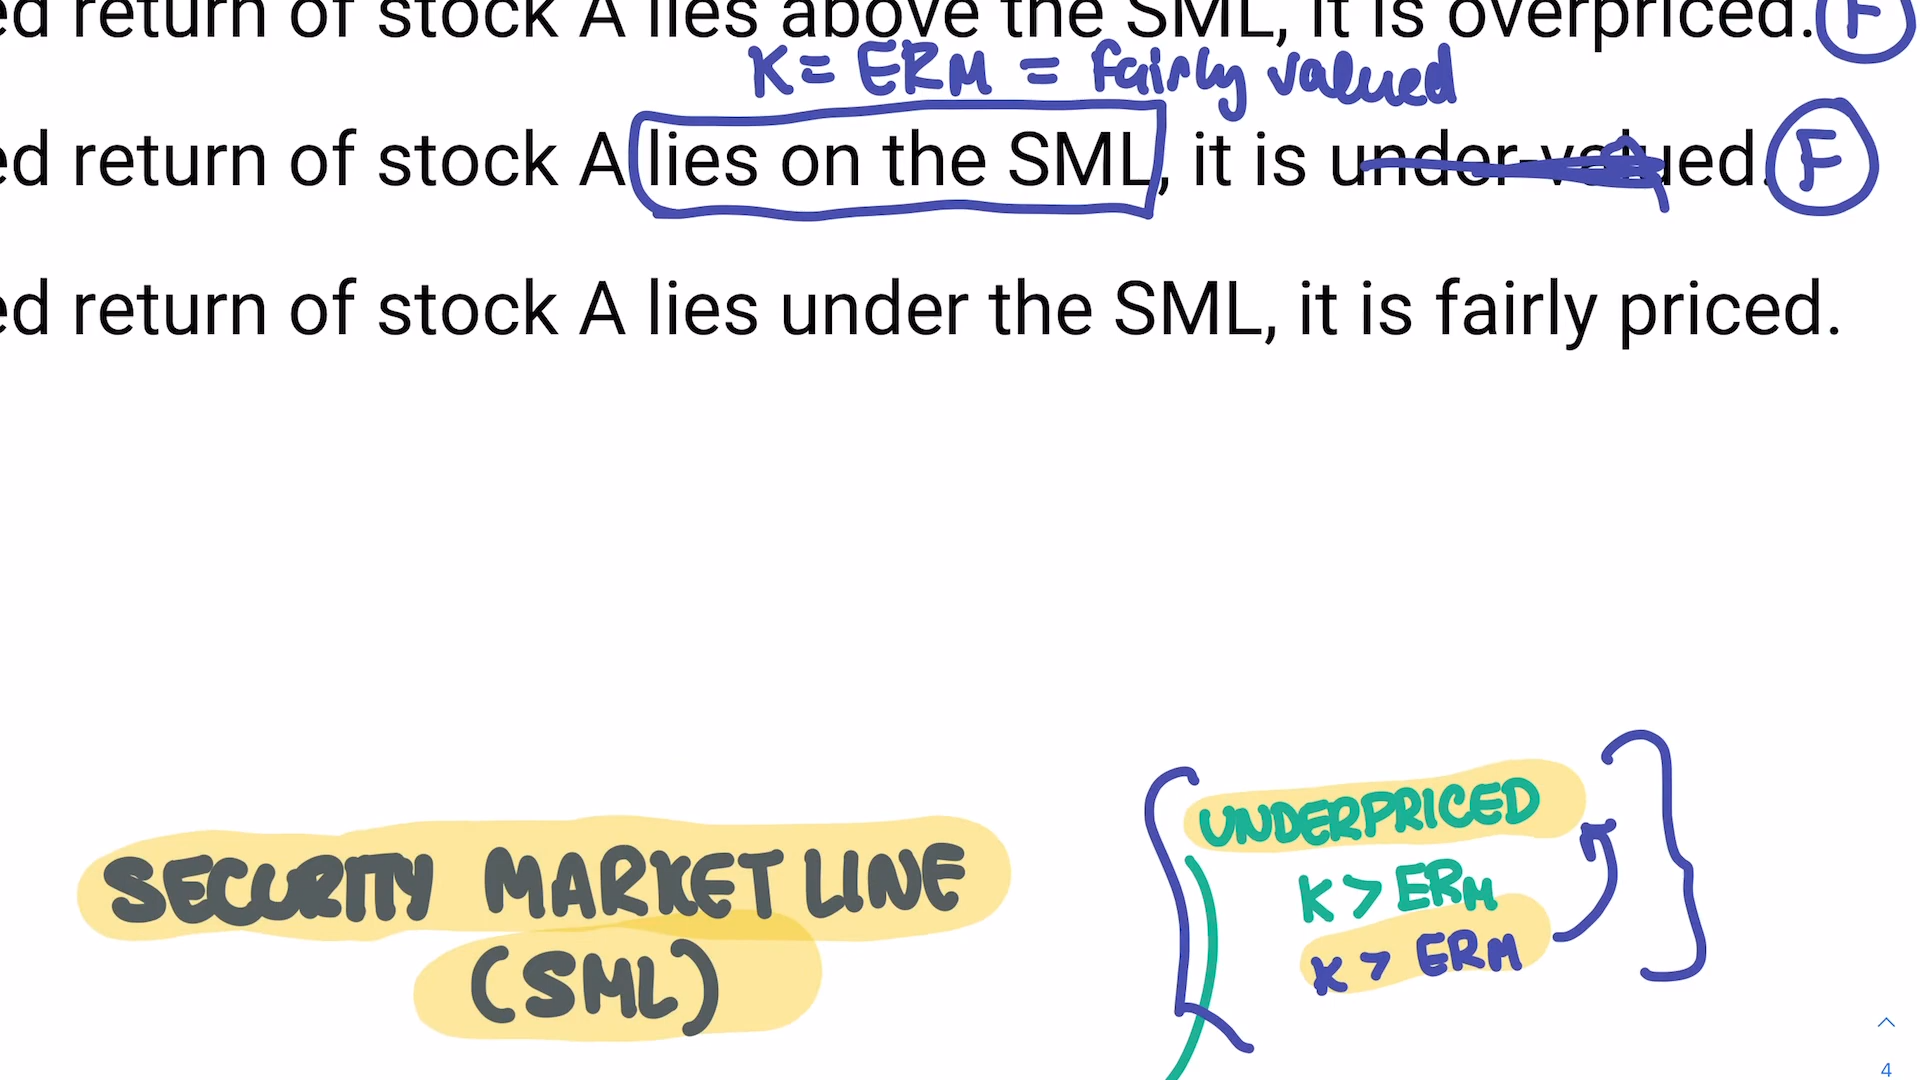 ed return of stock A lies above the SML, it is overpriced. F
K = ERM = fairly valued
ed return of stock A lies on the SML, it is under-valued. F
ed return of stock A lies under the SML, it is fairly priced.
SECURITY MARKET LINE
(SML)
UNDERPRICED
K > ERM
K > ERM
4